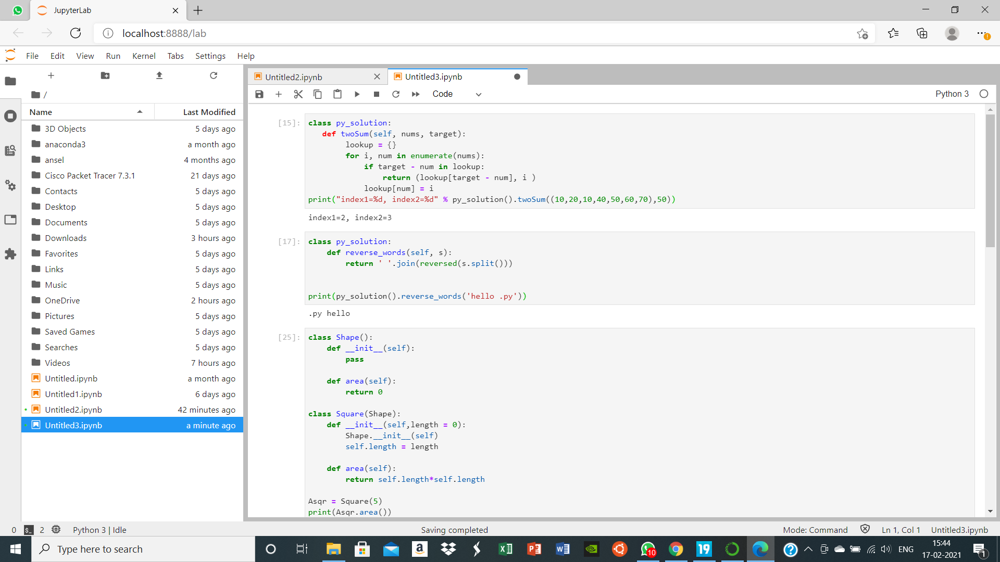 JupyterLab
localhost:8888/lab
File Edit View Run Kernel Tabs Settings Help
/
Name Last Modified
3D Objects 5 days ago
anaconda3 a month ago
ansel 4 months ago
Cisco Packet Tracer 7.3.1 21 days ago
Contacts 5 days ago
Desktop 5 days ago
Documents 5 days ago
Downloads 3 hours ago
Favorites 5 days ago
Links 5 days ago
Music 5 days ago
OneDrive 2 hours ago
Pictures 5 days ago
Saved Games 5 days ago
Searches 5 days ago
Videos 7 hours ago
Untitled.ipynb a month ago
Untitled1.ipynb 6 days ago
Untitled2.ipynb 42 minutes ago
Untitled3.ipynb a minute ago
Untitled2.ipynb Untitled3.ipynb
Code Python 3
[15]: class py_solution:
def twoSum(self, nums, target):
lookup = {}
for i, num in enumerate(nums):
if target - num in lookup:
return (lookup[target - num], i )
lookup[num] = i
print("index1=%d, index2=%d" % py_solution().twoSum((10,20,10,40,50,60,70),50))
index1=2, index2=3
[17]: class py_solution:
def reverse_words(self, s):
return ' '.join(reversed(s.split()))
print(py_solution().reverse_words('hello .py'))
.py hello
[25]: class Shape():
def __init__(self):
pass
def area(self):
return 0
class Square(Shape):
def __init__(self,length = 0):
Shape.__init__(self)
self.length = length
def area(self):
return self.length*self.length
Asqr = Square(5)
print(Asqr.area())
0 $_ 2 Python 3 | Idle Saving completed Mode: Command Ln 1, Col 1 Untitled3.ipynb
Type here to search
10
19
ENG
15:44
17-02-2021
1